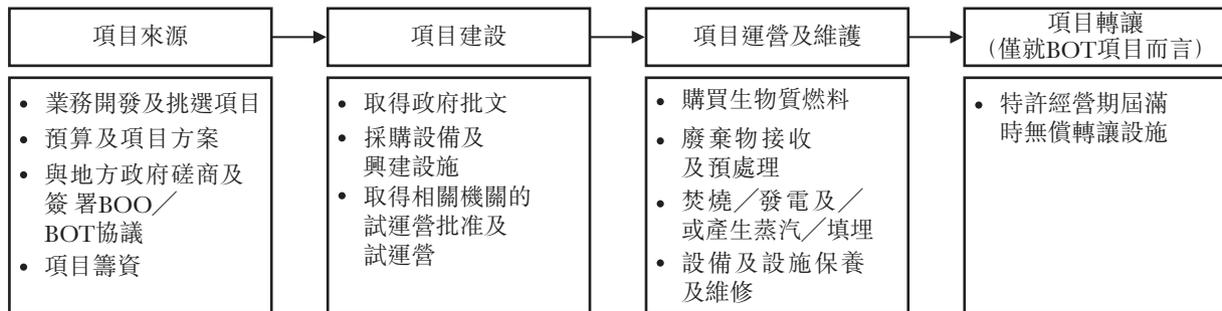 項目來源
項目建設
項目運營及維護
項目轉讓
（僅就BOT項目而言）
• 業務開發及挑選項目
• 預算及項目方案
• 與地方政府磋商及
簽署BOO／
BOT協議
• 項目籌資
• 取得政府批文
• 採購設備及
興建設施
• 取得相關機關的
試運營批准及
試運營
• 購買生物質燃料
• 廢棄物接收
及預處理
• 焚燒／發電及／
或產生蒸汽／填埋
• 設備及設施保養
及維修
• 特許經營期屆滿
時無償轉讓設施